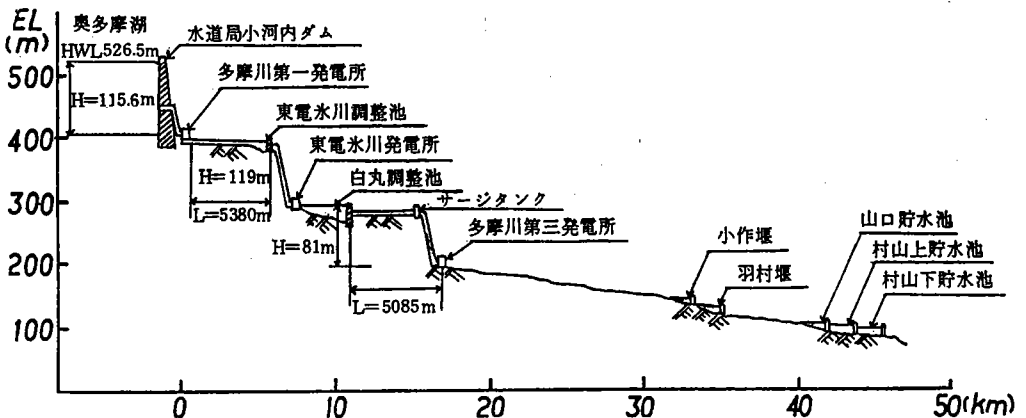 EL
(m)
奥多摩湖
HWL526.5m
水道局小河内ダム
500
多摩川第一発電所
H=115.6m
東電氷川調整池
400
東電氷川発電所
H=119m
白丸調整池
300
サージタンク
L=5380m
多摩川第三発電所
H=81m
200
L=5085m
小作堰
羽村堰
山口貯水池
村山上貯水池
村山下貯水池
100
0
10
20
30
40
50(km)